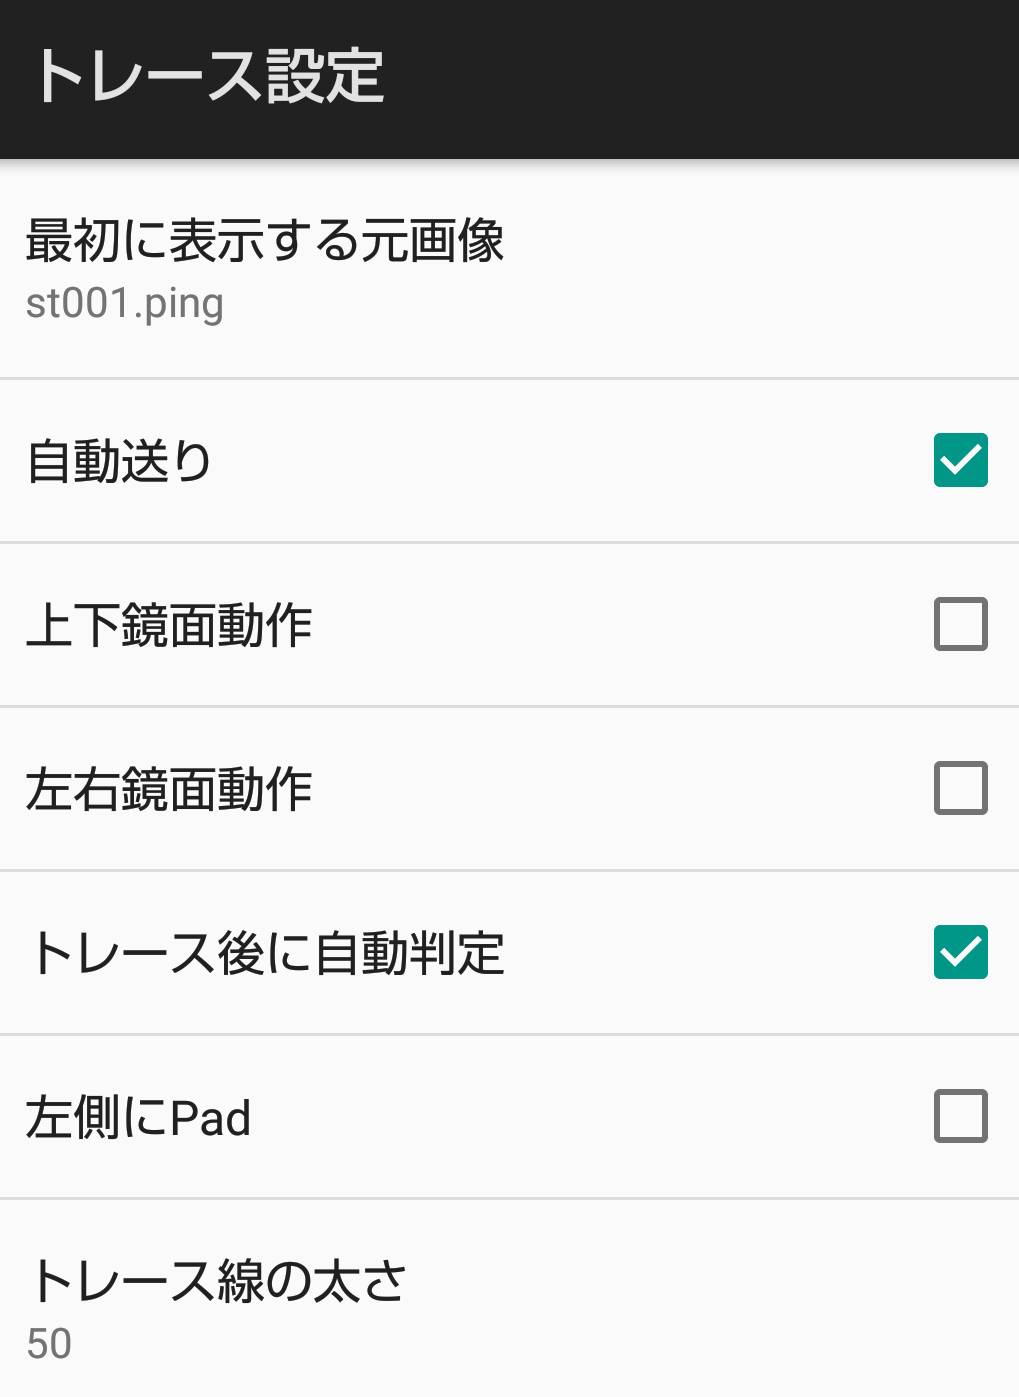 トレース設定
最初に表示する元画像
st001.ping
自動送り
上下鏡面動作
左右鏡面動作
トレース後に自動判定
左側にPad
トレース線の太さ
50